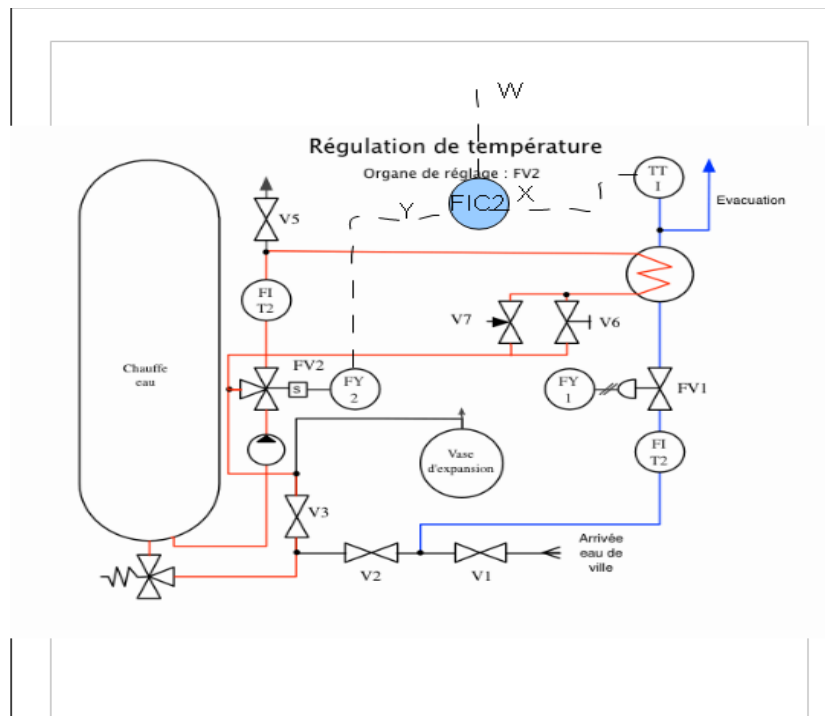 W
Régulation de température
Organe de réglage : FV2
TT
1
FIC2
X
Y
Evacuation
V5
FI
T2
V7
V6
Chauffe
eau
FV2
S
FY
2
FY
1
FV1
Vase
d'expansion
FI
T2
V3
Arrivée
eau de
ville
V2
V1